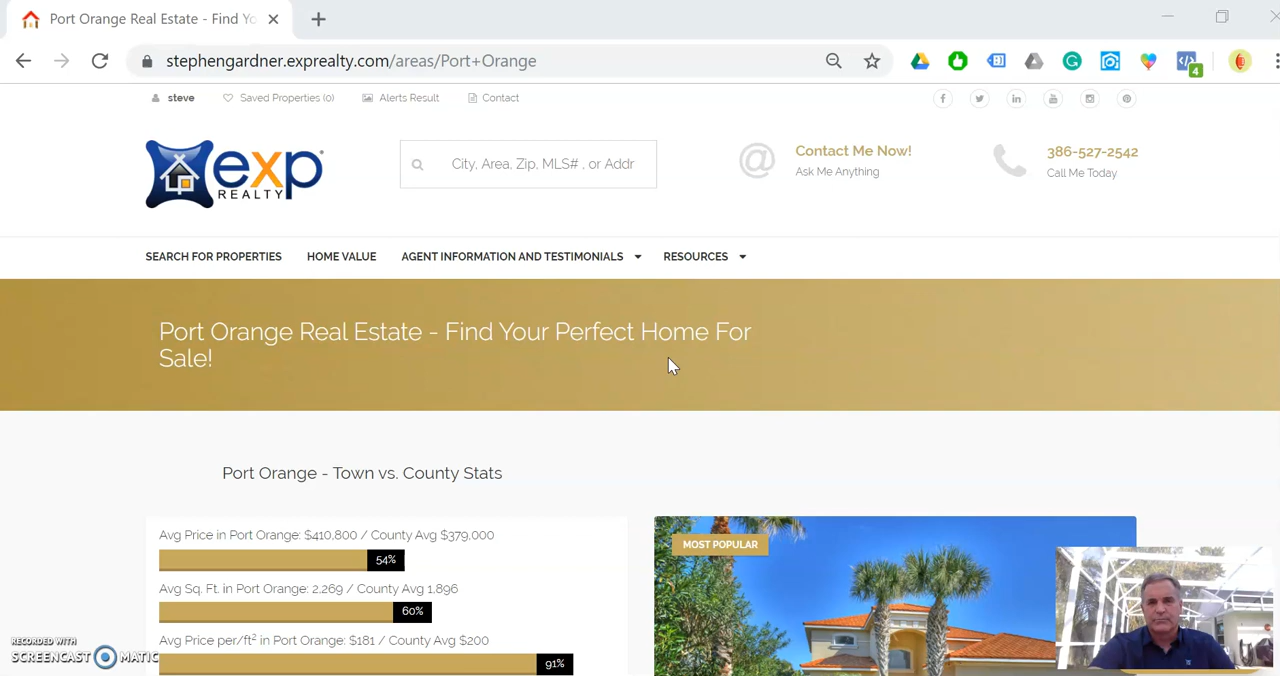 Port Orange Real Estate - Find Yo
stephengardner.exprealty.com/areas/Port+Orange
4
steve
Saved Properties (0)
Alerts Result
Contact
exp
REALTY
City, Area, Zip, MLS# , or Addr
Contact Me Now!
Ask Me Anything
386-527-2542
Call Me Today
SEARCH FOR PROPERTIES
HOME VALUE
AGENT INFORMATION AND TESTIMONIALS
RESOURCES
Port Orange Real Estate - Find Your Perfect Home For
Sale!
Port Orange - Town vs. County Stats
Avg Price in Port Orange: $410,800 / County Avg $379,000
54%
Avg Sq. Ft. in Port Orange: 2,269 / County Avg 1,896
60%
Avg Price per/ft² in Port Orange: $181 / County Avg $200
91%
MOST POPULAR
RECORDED WITH
SCREENCAST MATIC